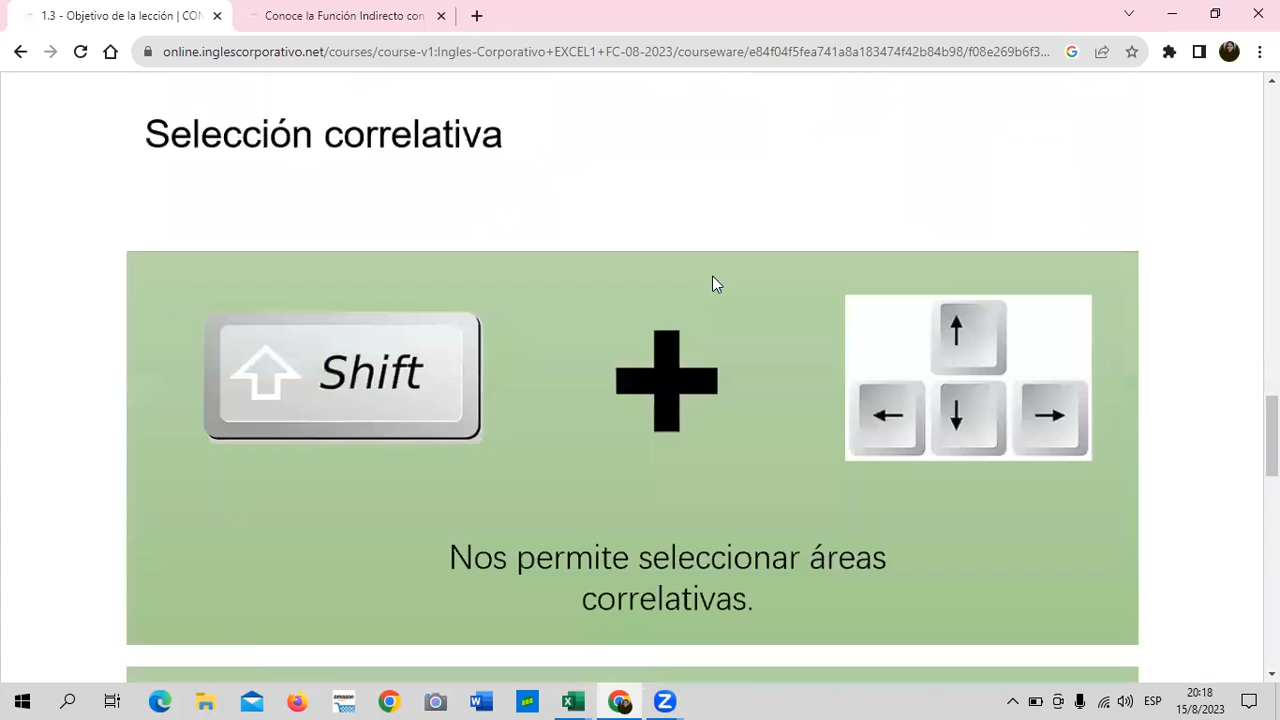 1.3 - Objetivo de la lección | CON
Conoce la Función Indirecto con
online.inglescorporativo.net/courses/course-v1:Ingles-Corporativo+EXCEL1+FC-08-2023/courseware/e84f04f5fea741a8a183474f42b84b98/f08e269b6f3...
Selección correlativa
Shift
Nos permite seleccionar áreas
correlativas.
ESP
20:18
15/8/2023